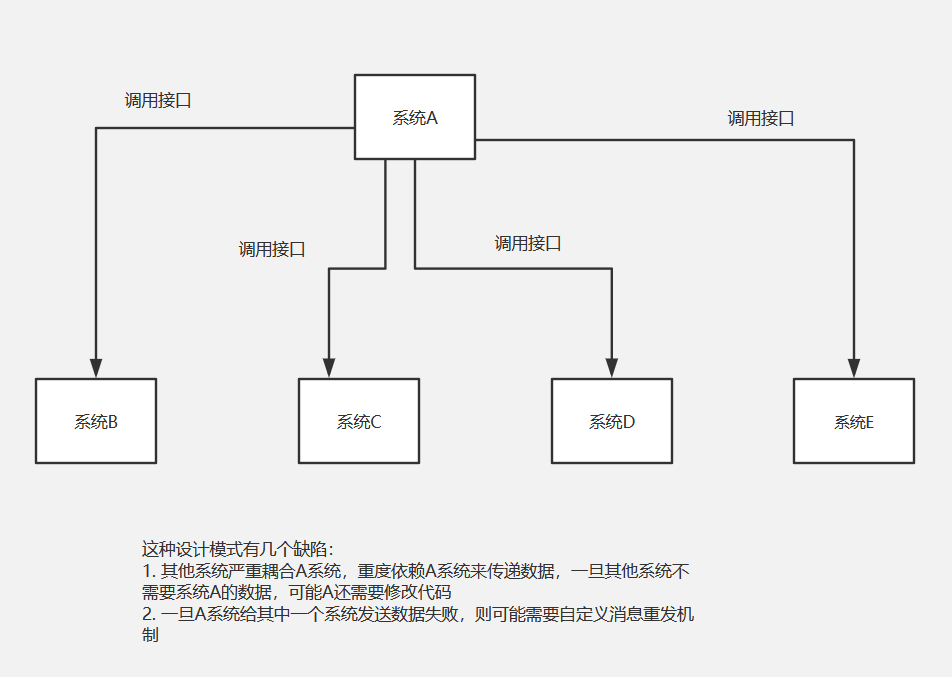 调用接口
系统A
调用接口
调用接口
调用接口
系统B
系统C
系统D
系统E
这种设计模式有几个缺陷：
1. 其他系统严重耦合A系统，重度依赖A系统来传递数据，一旦其他系统不
需要系统A的数据，可能A还需要修改代码
2. 一旦A系统给其中一个系统发送数据失败，则可能需要自定义消息重发机
制